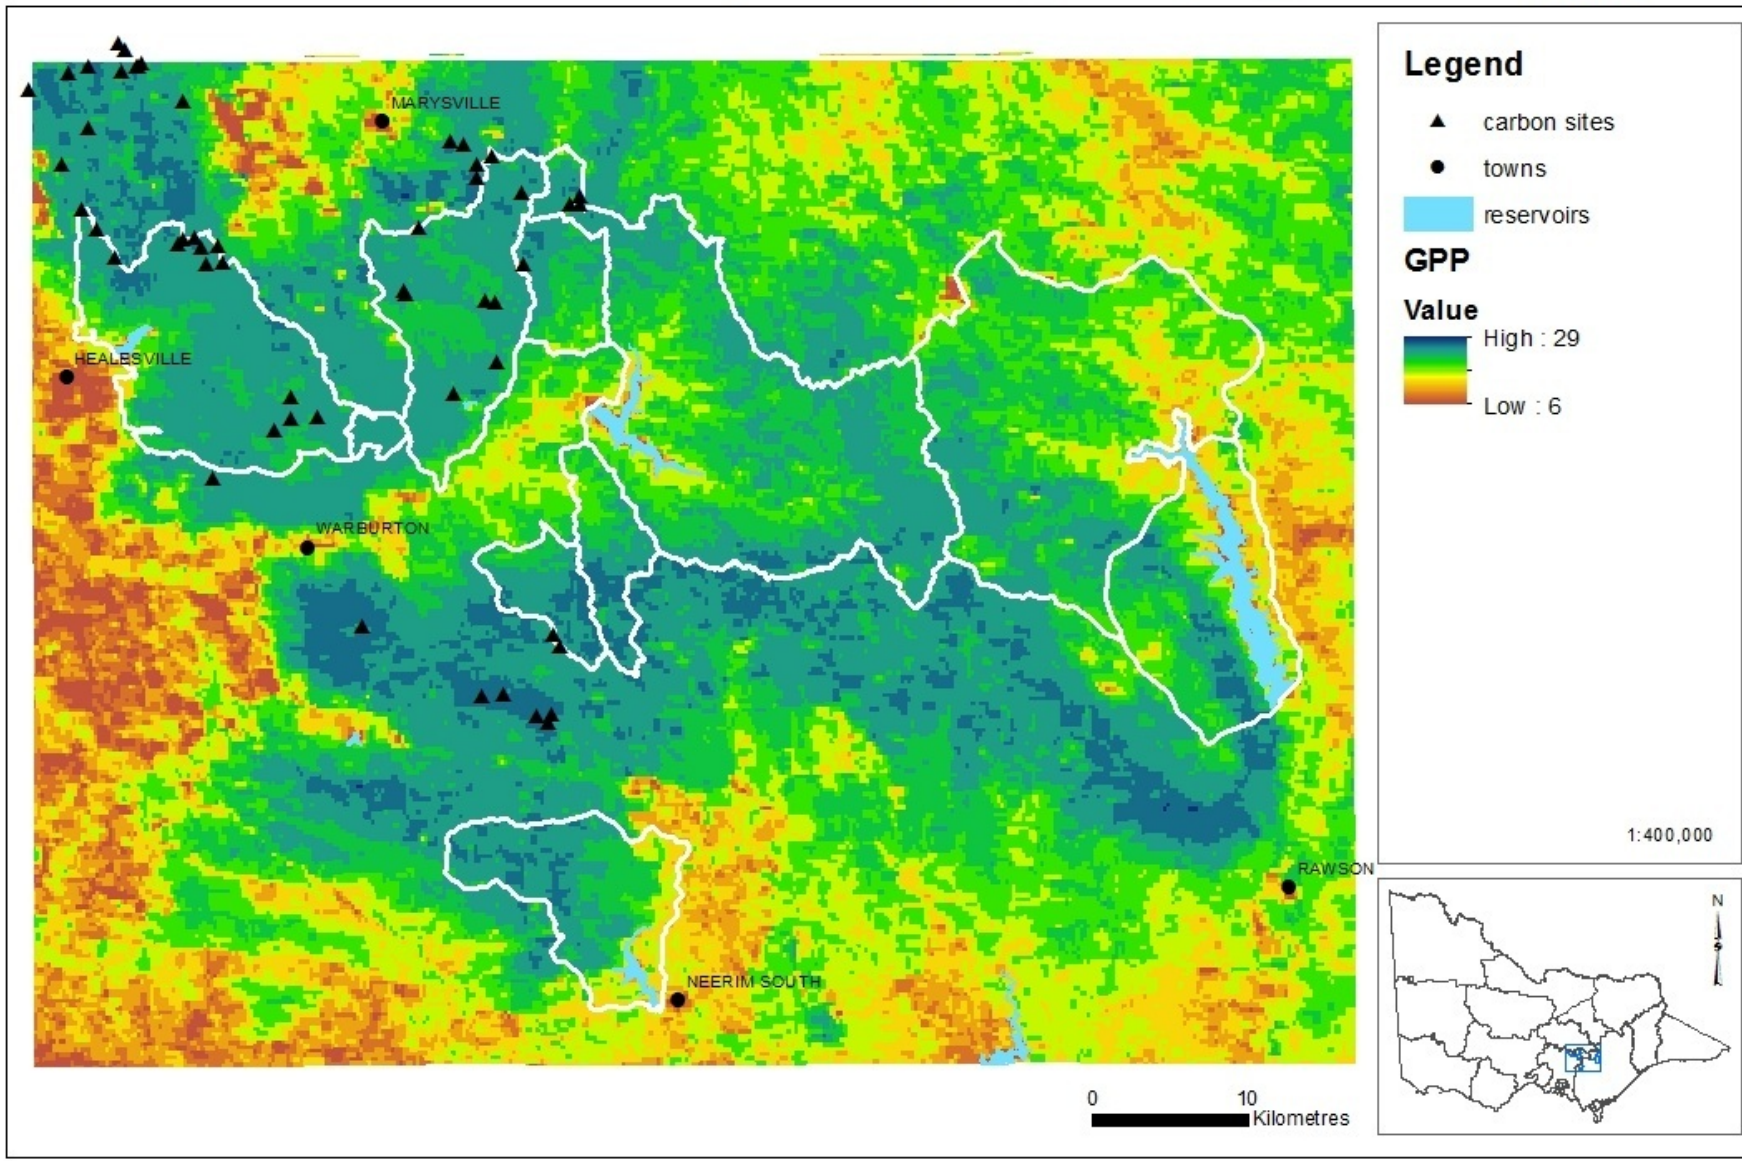 MARYSVILLE
HEALESVILLE
WARBURTON
RAWSON
NEERIM SOUTH
0 10
Kilometres
Legend
carbon sites
towns
reservoirs
GPP
Value
High : 29
Low : 6
1:400,000
N